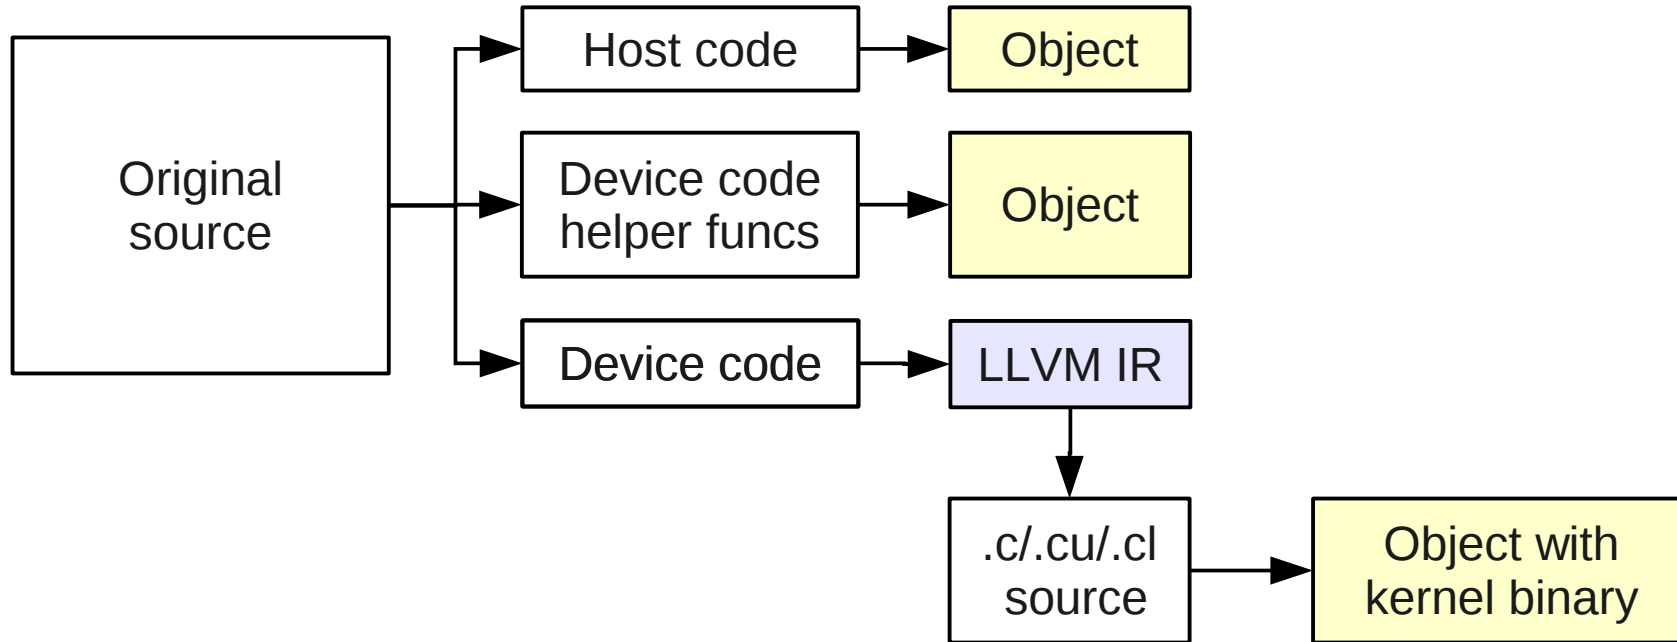 Original
source
Host code
Object
Device code
helper funcs
Object
Device code
LLVM IR
.c/.cu/.cl
source
Object with
kernel binary